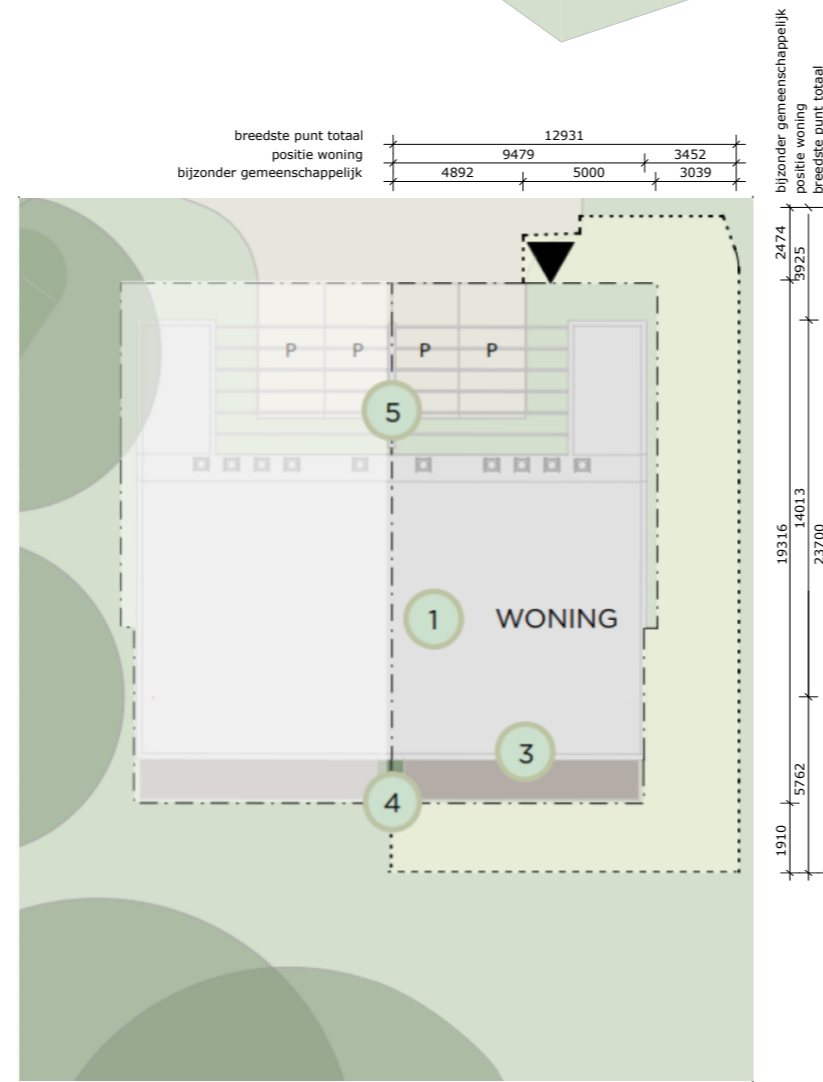 breedste punt totaal 12931
positie woning 9479 3452
bijzonder gemeenschappelijk 4892 5000 3039
bijzonder gemeenschappelijk
positie woning
breedste punt totaal
2474 19316 1910
3925 14013 5762
23700
P P P P
5
1 WONING
3
4